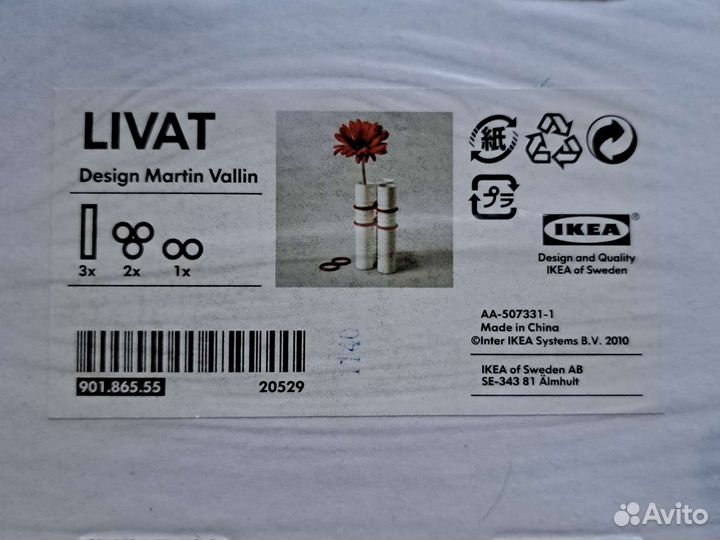 LIVAT
Design Martin Vallin
3x 2x 1x
紙
プラ
IKEA®
Design and Quality
IKEA of Sweden
AA-507331-1
Made in China
©Inter IKEA Systems B.V. 2010
IKEA of Sweden AB
SE-343 81 Älmhult
901.865.55 20529
1140
Avito